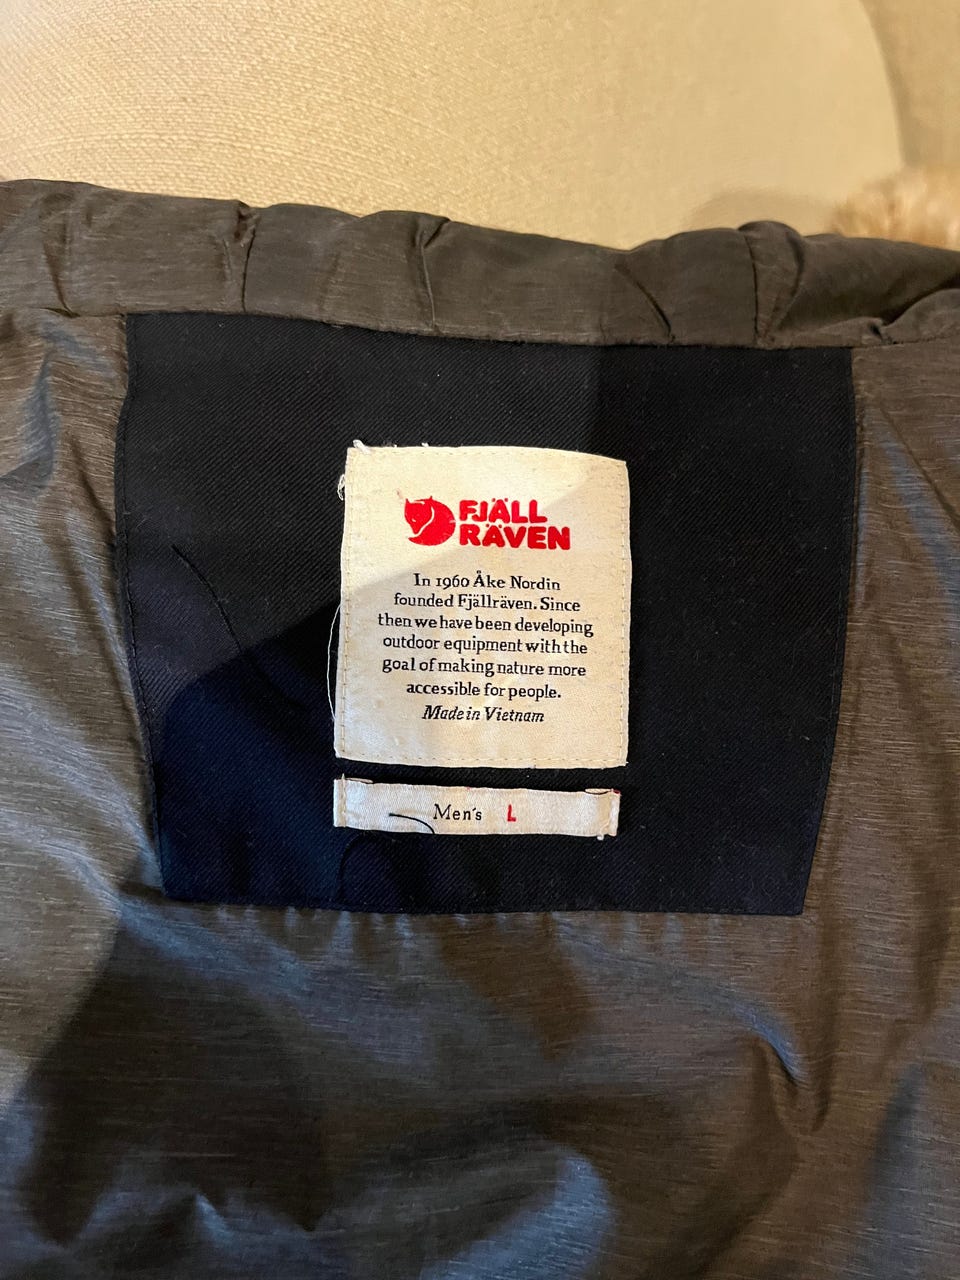 FJÄLL
RÄVEN
In 1960 Åke Nordin
founded Fjällräven. Since
then we have been developing
outdoor equipment with the
goal of making nature more
accessible for people.
Made in Vietnam
Men's L